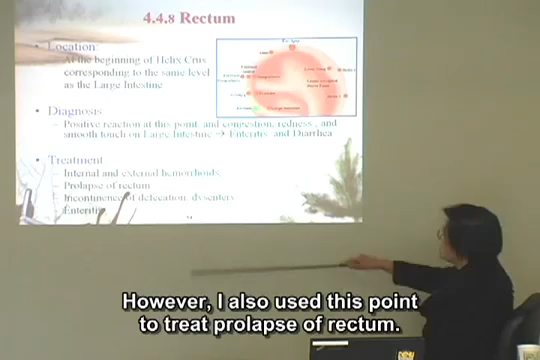 4.4.8 Rectum
Location:
At the beginning of Helix Crus
corresponding to the same level
as the Large Intestine
Diagnosis
Positive reaction at this point, and congestion, redness, and
smooth touch on Large Intestine → Enteritis, and Diarrhea
Treatment
Internal and external hemorrhoids
Prolapse of rectum
Incontinence of defecation, dysentery
Enteritis
However, I also used this point
to treat prolapse of rectum.